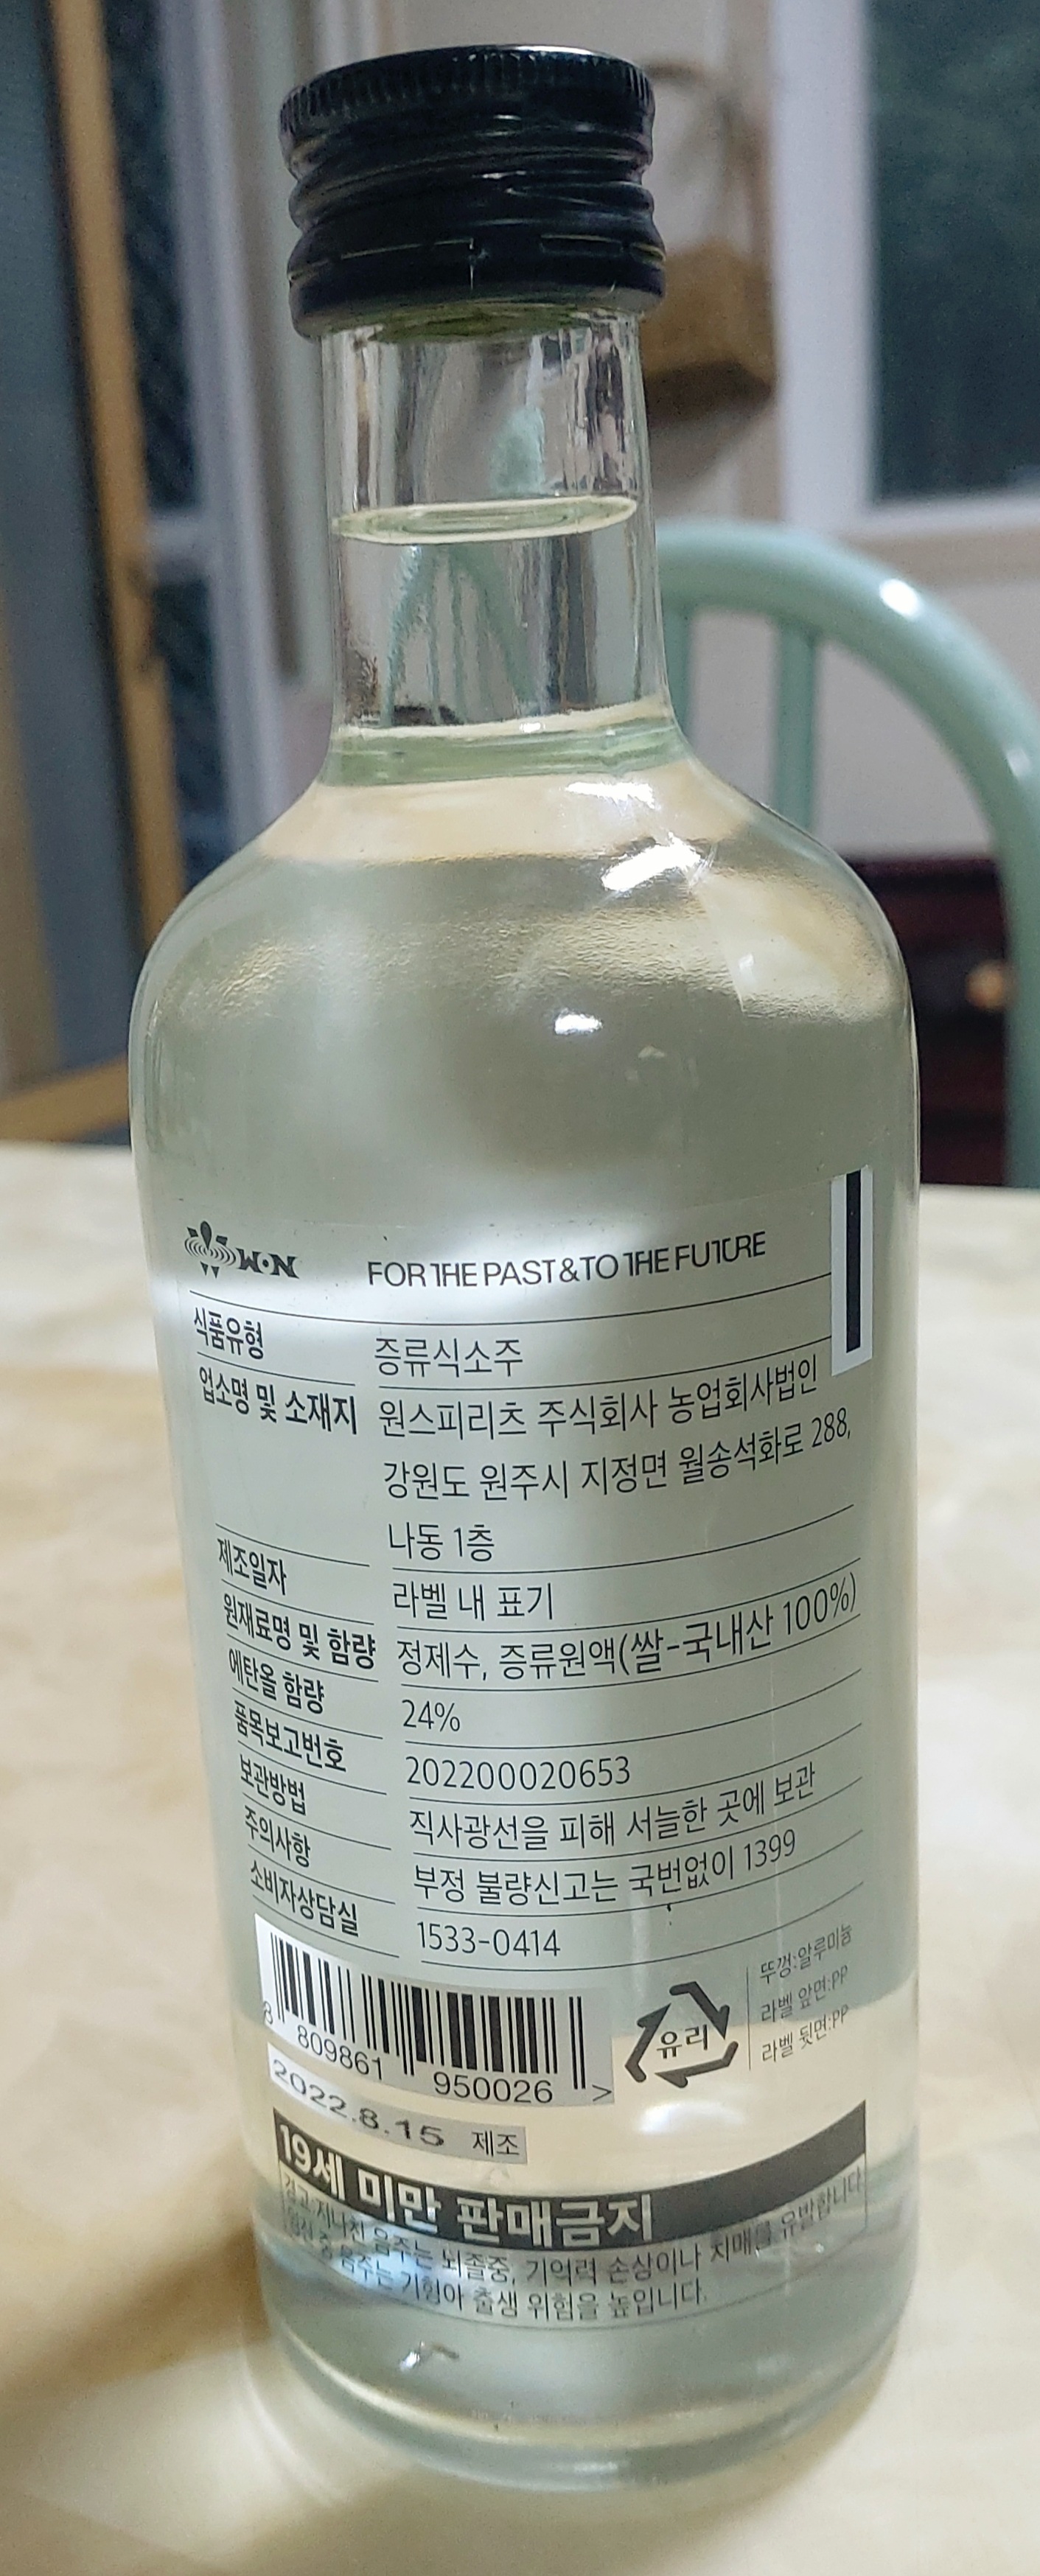 WON FOR THE PAST & TO THE FUTURE
식품유형 증류식소주
업소명 및 소재지 원스피리츠 주식회사 농업회사법인
강원도 원주시 지정면 월송석화로 288,
나동 1층
제조일자 라벨 내 표기
원재료명 및 함량 정제수, 증류원액(쌀-국내산 100%)
에탄올 함량 24%
품목보고번호 202200020653
보관방법 직사광선을 피해 서늘한 곳에 보관
주의사항 부정 불량신고는 국번없이 1399
소비자상담실 1533-0414
뚜껑:알루미늄
라벨 앞면:PP
라벨 뒷면:PP
유리
8 809861 950026 >
2022.8.15 제조
19세 미만 판매금지
경고:지나친 음주는 뇌졸중, 기억력 손상이나 치매를 유발합니다.
임신 중 음주는 기형아 출생 위험을 높입니다.